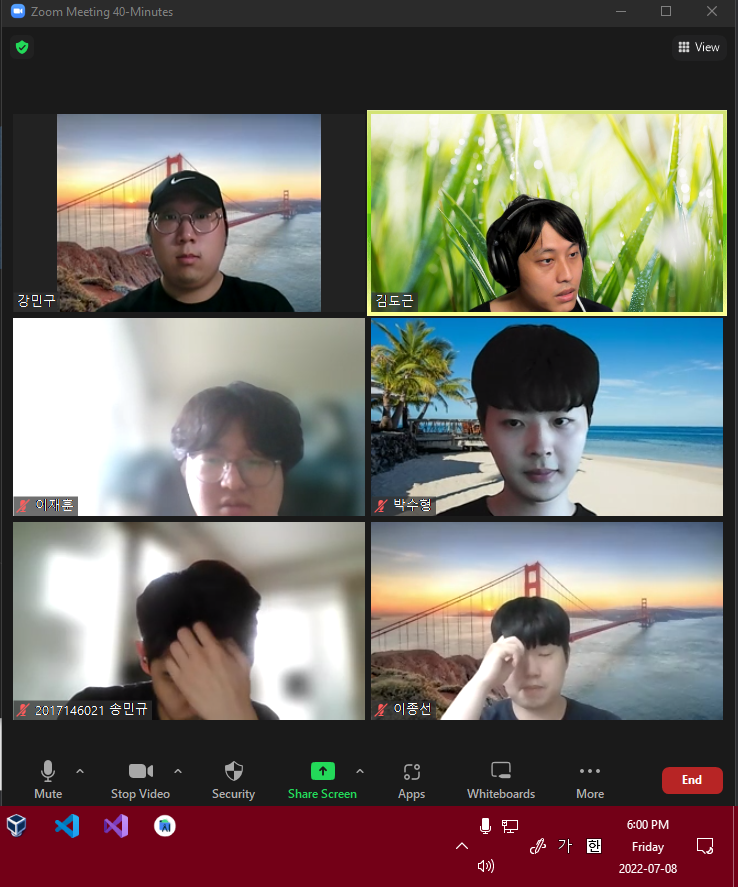 Zoom Meeting 40-Minutes
View
강민구
김도근
이재훈
박수형
2017146021 송민규
이종선
Mute
Stop Video
Security
Share Screen
Apps
Whiteboards
More
End
가
한
6:00 PM
Friday
2022-07-08